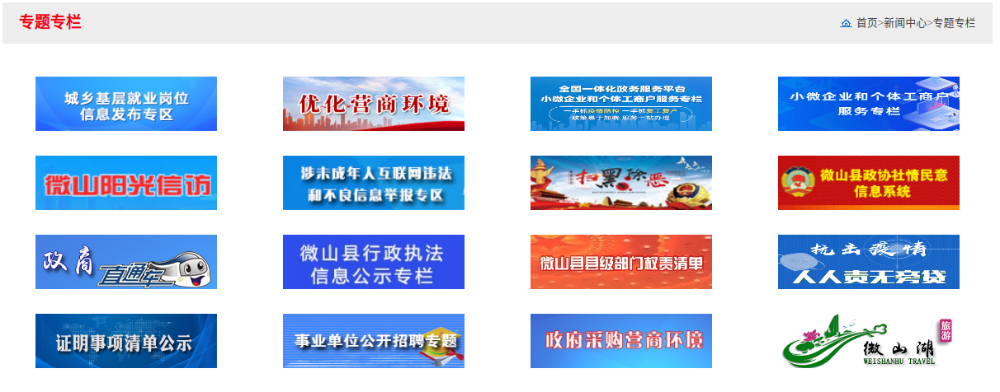 专题专栏
首页>新闻中心>专题专栏
城乡基层就业岗位
信息发布专区
优化营商环境
全国一体化政务服务平台
小微企业和个体工商户服务专栏
一手抓疫情防控 一手抓复工复产
政策易于知晓 服务一站办理
小微企业和个体工商户
服务专栏
微山阳光信访
涉未成年人互联网违法
和不良信息举报专区
扫黑除恶
微山县政协社情民意
信息系统
政商
直通车
微山县行政执法
信息公示专栏
微山县县级部门权责清单
抗击疫情
人人责无旁贷
证明事项清单公示
事业单位公开招聘专题
政府采购营商环境
微山湖
旅游
WEISHANHU TRAVEL